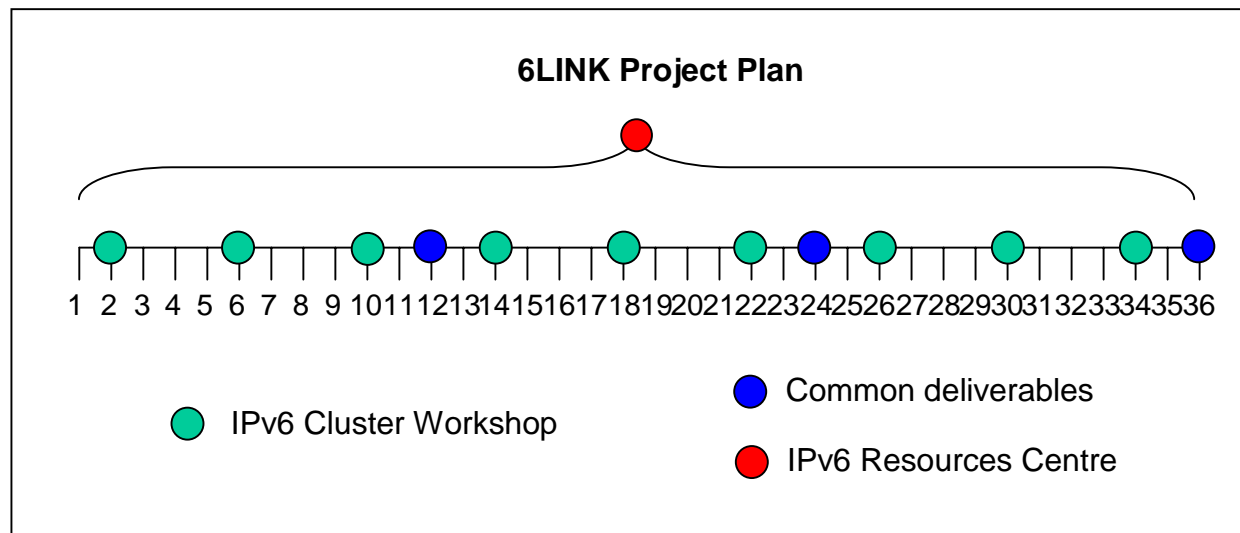 6LINK Project Plan
1 2 3 4 5 6 7 8 9 10 11 12 13 14 15 16 17 18 19 20 21 22 23 24 25 26 27 28 29 30 31 32 33 34 35 36
Common deliverables
IPv6 Cluster Workshop
IPv6 Resources Centre